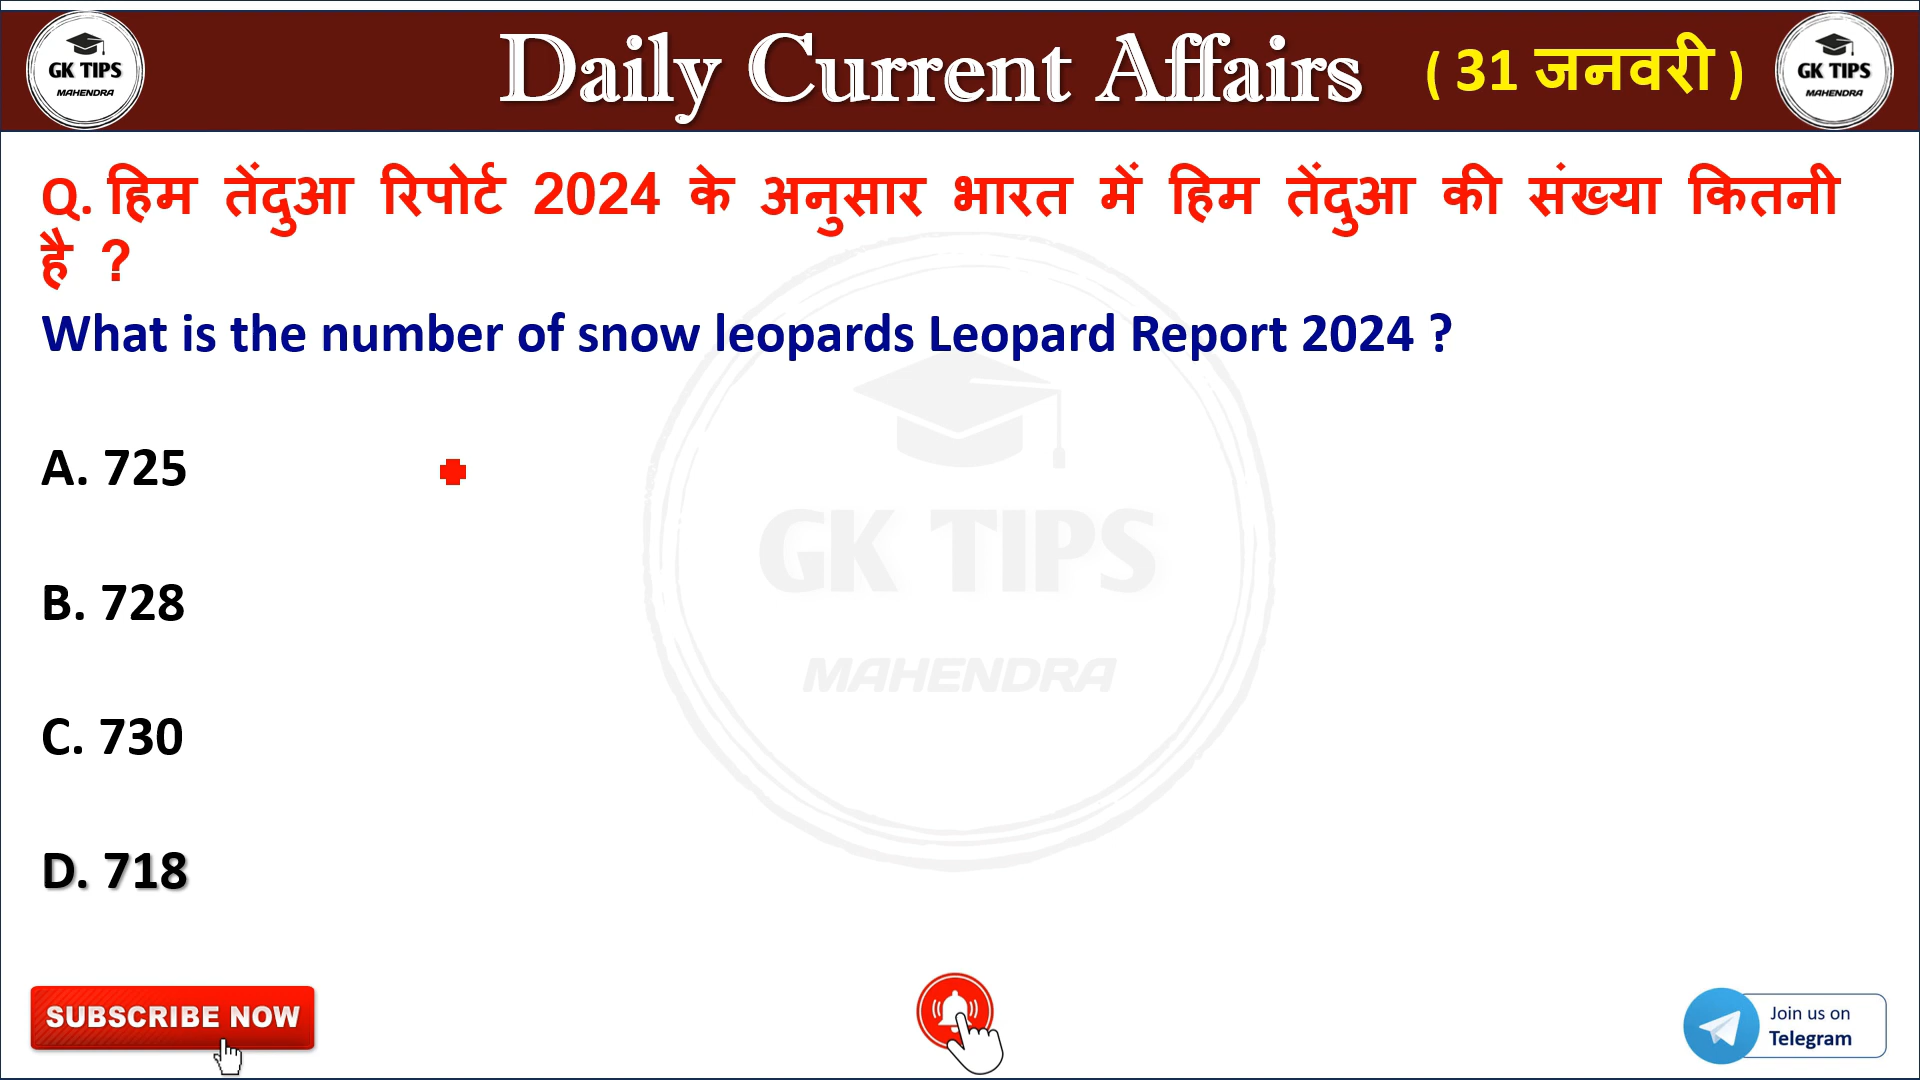 GK TIPS
MAHENDRA
Daily Current Affairs
( 31 जनवरी )
GK TIPS
MAHENDRA
Q. हिम तेंदुआ रिपोर्ट 2024 के अनुसार भारत में हिम तेंदुआ की संख्या कितनी
है ?
What is the number of snow leopards Leopard Report 2024 ?
A. 725
B. 728
C. 730
D. 718
GK TIPS
MAHENDRA
SUBSCRIBE NOW
Join us on
Telegram